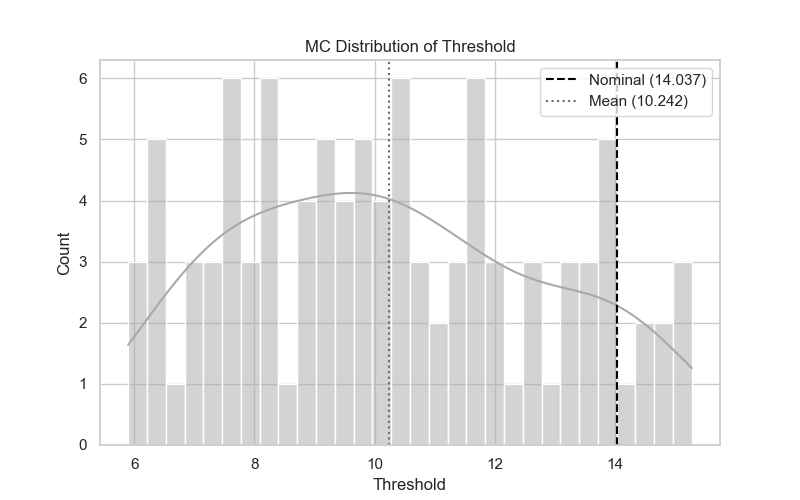 MC Distribution of Threshold
Nominal (14.037)
Mean (10.242)
6
5
4
3
2
1
0
Count
6 8 10 12 14
Threshold